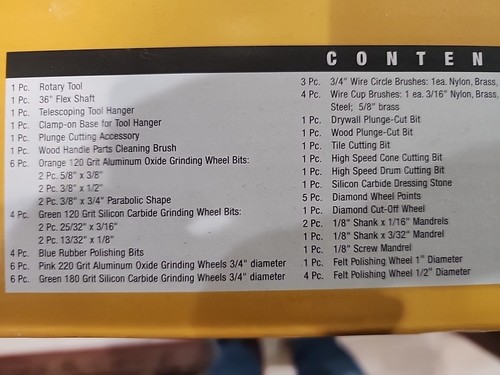 CONTEN
1 Pc. Rotary Tool
1 Pc. 36" Flex Shaft
1 Pc. Telescoping Tool Hanger
1 Pc. Clamp-on Base for Tool Hanger
1 Pc. Plunge Cutting Accessory
1 Pc. Wood Handle Parts Cleaning Brush
6 Pc. Orange 120 Grit Aluminum Oxide Grinding Wheel Bits:
2 Pc. 5/8" x 3/8"
2 Pc. 3/8" x 1/2"
2 Pc. 3/8" x 3/4" Parabolic Shape
4 Pc. Green 120 Grit Silicon Carbide Grinding Wheel Bits:
2 Pc. 25/32" x 3/16"
2 Pc. 13/32" x 1/8"
4 Pc. Blue Rubber Polishing Bits
6 Pc. Pink 220 Grit Aluminum Oxide Grinding Wheels 3/4" diameter
6 Pc. Green 180 Grit Silicon Carbide Grinding Wheels 3/4" diameter
3 Pc. 3/4" Wire Circle Brushes: 1ea. Nylon, Brass,
4 Pc. Wire Cup Brushes: 1 ea. 3/16" Nylon, Brass,
Steel; 5/8" brass
1 Pc. Drywall Plunge-Cut Bit
1 Pc. Wood Plunge-Cut Bit
1 Pc. Tile Cutting Bit
1 Pc. High Speed Cone Cutting Bit
1 Pc. High Speed Drum Cutting Bit
1 Pc. Silicon Carbide Dressing Stone
5 Pc. Diamond Wheel Points
1 Pc. Diamond Cut-Off Wheel
2 Pc. 1/8" Shank x 1/16" Mandrels
1 Pc. 1/8" Shank x 3/32" Mandrel
1 Pc. 1/8" Screw Mandrel
1 Pc. Felt Polishing Wheel 1" Diameter
4 Pc. Felt Polishing Wheel 1/2" Diameter